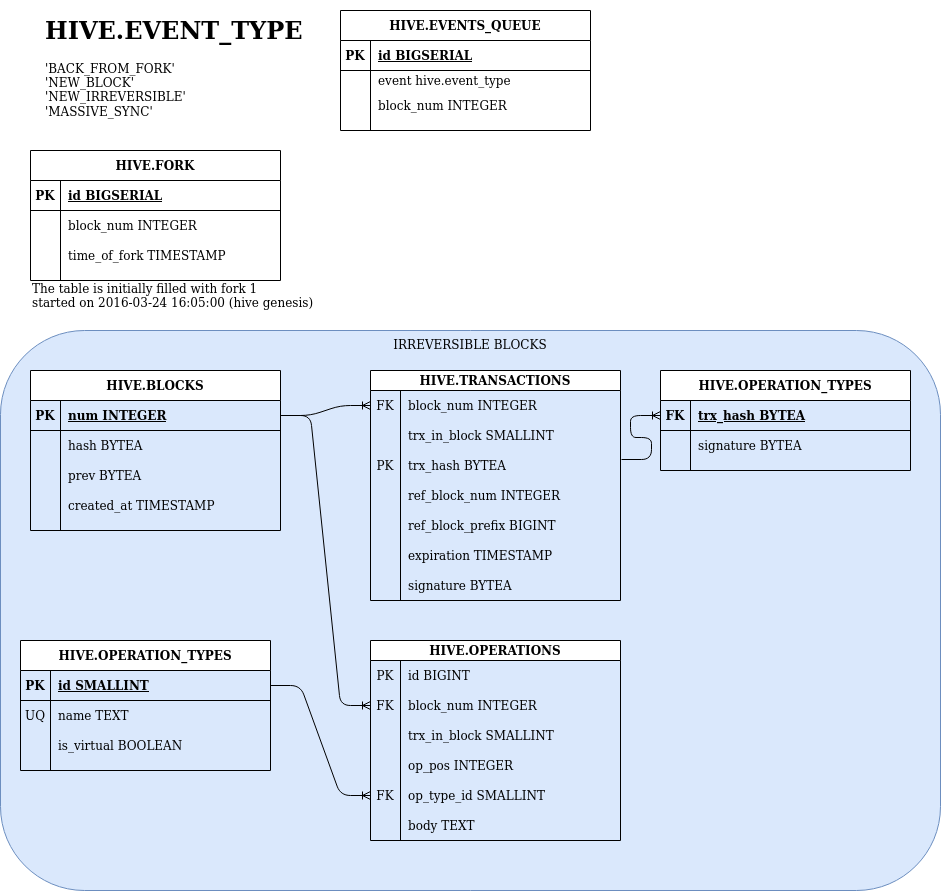 HIVE.EVENT_TYPE
'BACK_FROM_FORK'
'NEW_BLOCK'
'NEW_IRREVERSIBLE'
'MASSIVE_SYNC'
HIVE.EVENTS_QUEUE
PK id BIGSERIAL
event hive.event_type
block_num INTEGER
HIVE.FORK
PK id BIGSERIAL
block_num INTEGER
time_of_fork TIMESTAMP
The table is initially filled with fork 1
started on 2016-03-24 16:05:00 (hive genesis)
IRREVERSIBLE BLOCKS
HIVE.BLOCKS
PK num INTEGER
hash BYTEA
prev BYTEA
created_at TIMESTAMP
HIVE.TRANSACTIONS
FK block_num INTEGER
trx_in_block SMALLINT
PK trx_hash BYTEA
ref_block_num INTEGER
ref_block_prefix BIGINT
expiration TIMESTAMP
signature BYTEA
HIVE.OPERATION_TYPES
FK trx_hash BYTEA
signature BYTEA
HIVE.OPERATION_TYPES
PK id SMALLINT
UQ name TEXT
is_virtual BOOLEAN
HIVE.OPERATIONS
PK id BIGINT
FK block_num INTEGER
trx_in_block SMALLINT
op_pos INTEGER
FK op_type_id SMALLINT
body TEXT